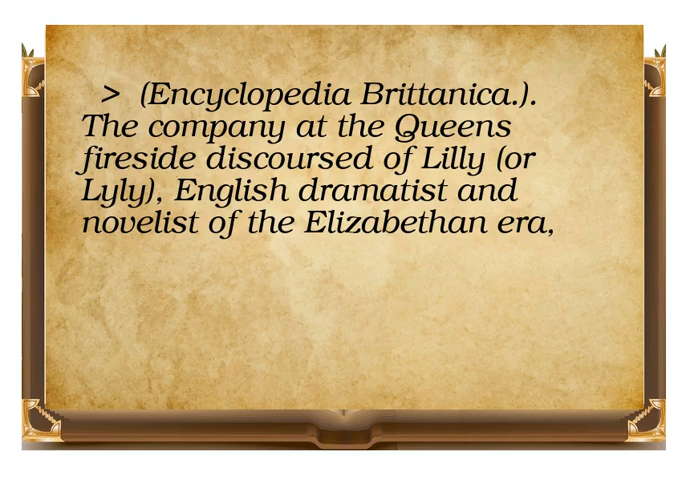 > (Encyclopedia Brittanica.).
The company at the Queens
fireside discoursed of Lilly (or
Lyly), English dramatist and
novelist of the Elizabethan era,